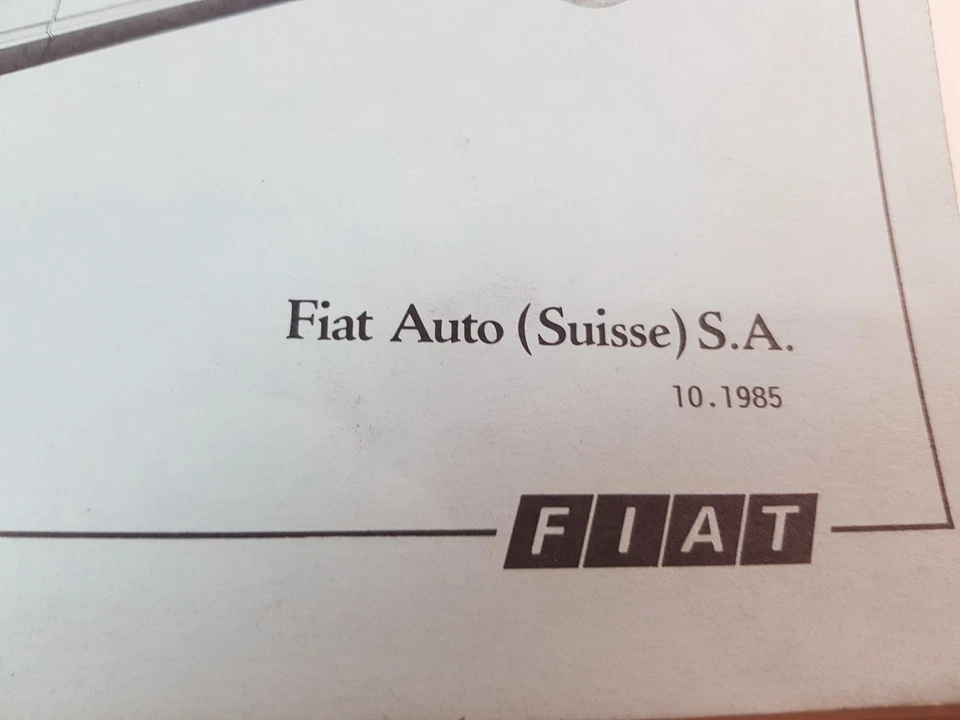 Fiat Auto (Suisse) S.A.
10.1985
FIAT